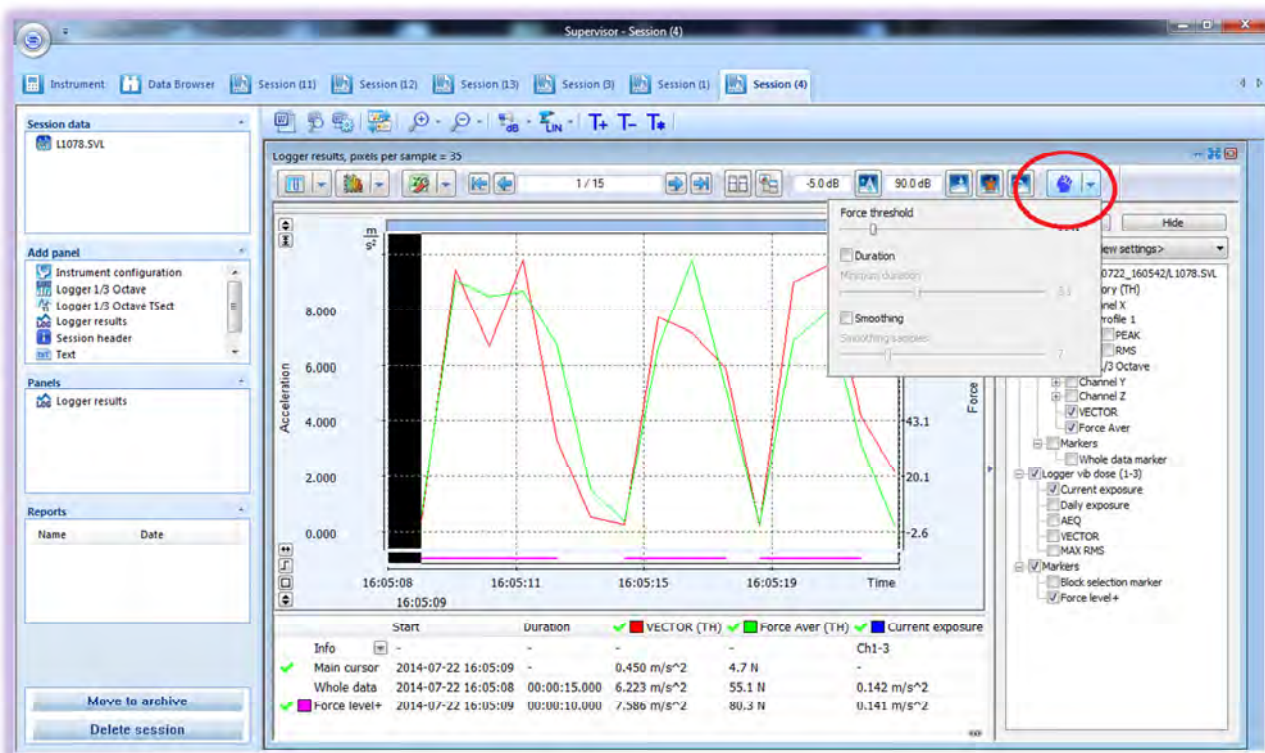 Supervisor - Session (4)
Instrument Data Browser Session (11) Session (12) Session (13) Session (3) Session (1) Session (4)
Session data
L1078.SVL
Add panel
Instrument configuration
Logger 1/3 Octave
Logger 1/3 Octave TSect
Logger results
Session header
Text
Panels
Logger results
Reports
Name Date
Move to archive
Delete session
dB LIN T+ T- T*
Logger results, pixels per sample = 35
1 / 15 -5.0 dB 90.0 dB
Force threshold
Duration
Minimum duration
Smoothing
Smoothing samples
7
Hide
ew settings>
0722_160542/L1078.SVL
ory (TH)
nel X
rofile 1
PEAK
RMS
/3 Octave
Channel Y
Channel Z
VECTOR
Force Aver
Markers
Whole data marker
Logger vib dose (1-3)
Current exposure
Daily exposure
AEQ
VECTOR
MAX RMS
Markers
Block selection marker
Force level+
m
s²
Acceleration
8.000
6.000
4.000
2.000
0.000
Force
43.1
20.1
-2.6
16:05:08 16:05:11 16:05:15 16:05:19 Time
16:05:09
Start Duration VECTOR (TH) Force Aver (TH) Current exposure
Info - - - - Ch1-3
Main cursor 2014-07-22 16:05:09 - 0.450 m/s^2 4.7 N -
Whole data 2014-07-22 16:05:08 00:00:15.000 6.223 m/s^2 55.1 N 0.142 m/s^2
Force level+ 2014-07-22 16:05:09 00:00:10.000 7.586 m/s^2 80.3 N 0.141 m/s^2